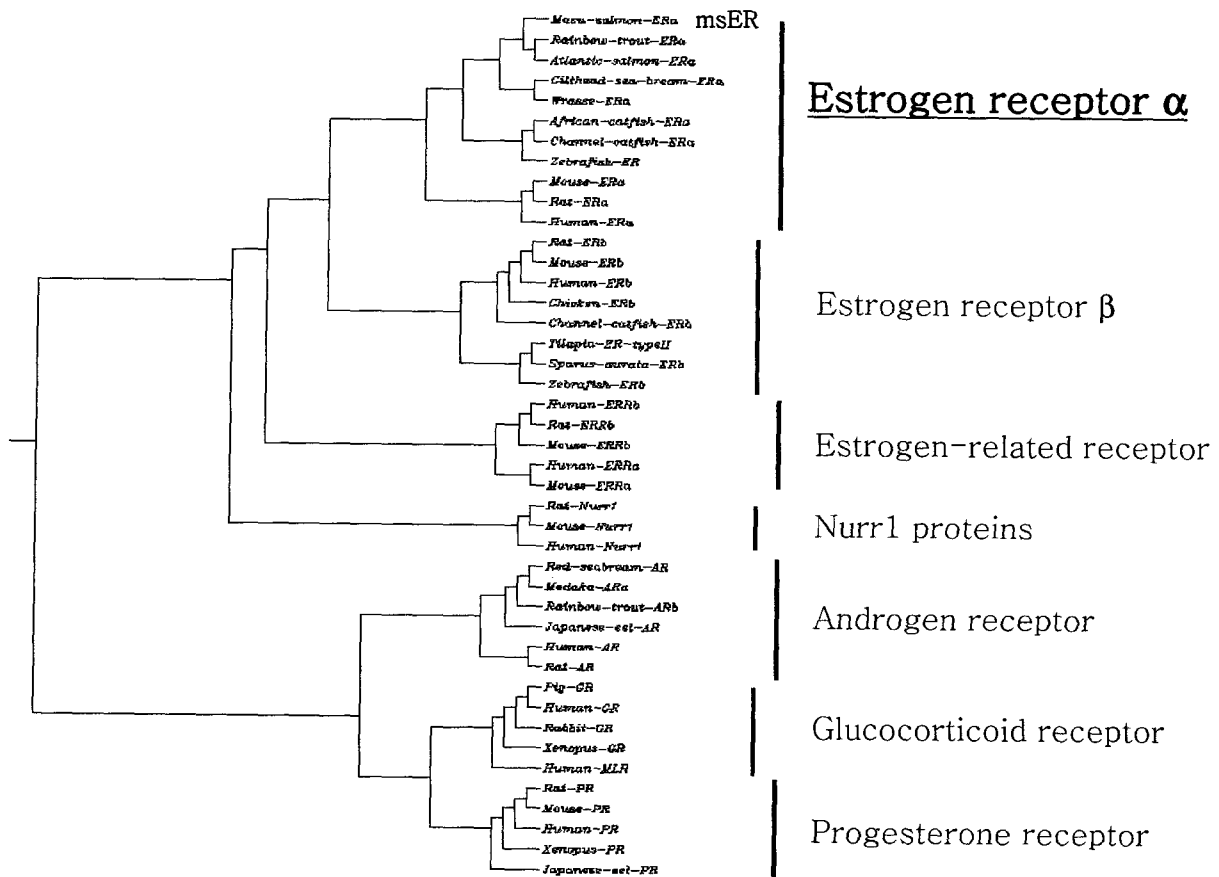 Masu-salmon-ERa msER
Rainbow-trout-ERa
Atlantic-salmon-ERa
Gilthead-sea-bream-ERa
Wrasse-ERa
African-catfish-ERa
Channel-catfish-ERa
Zebrafish-ER
Mouse-ERa
Rat-ERa
Human-ERa
Estrogen receptor α
Rat-ERb
Mouse-ERb
Human-ERb
Chicken-ERb
Channel-catfish-ERb
Tilapia-ER-typeII
Sparus-aurata-ERb
Zebrafish-ERb
Estrogen receptor β
Human-ERRb
Rat-ERRb
Mouse-ERRb
Human-ERRa
Mouse-ERRa
Estrogen-related receptor
Rat-Nurr1
Mouse-Nurr1
Human-Nurr1
Nurr1 proteins
Red-seabream-AR
Medaka-ARa
Rainbow-trout-ARb
Japanese-eel-AR
Human-AR
Rat-AR
Androgen receptor
Pig-GR
Human-GR
Rabbit-GR
Xenopus-GR
Human-MLR
Glucocorticoid receptor
Rat-PR
Mouse-PR
Human-PR
Xenopus-PR
Japanese-eel-PR
Progesterone receptor